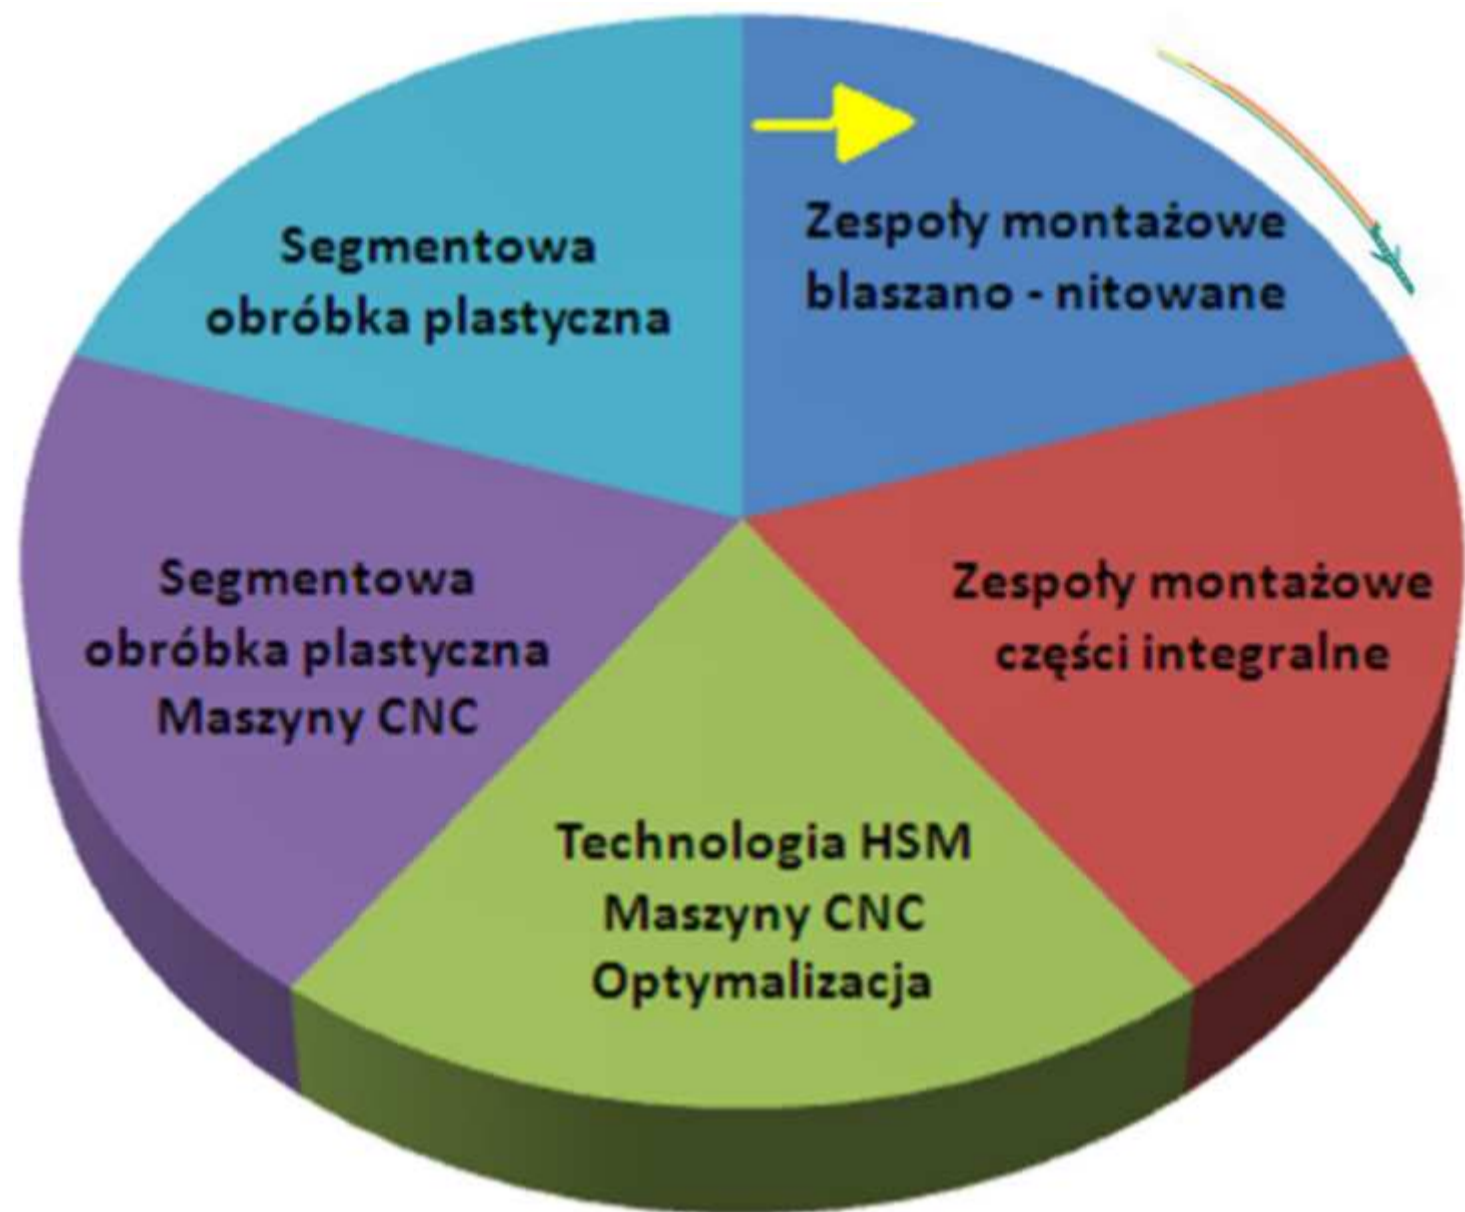 Zespoły montażowe
blaszano - nitowane
Zespoły montażowe
części integralne
Technologia HSM
Maszyny CNC
Optymalizacja
Segmentowa
obróbka plastyczna
Maszyny CNC
Segmentowa
obróbka plastyczna